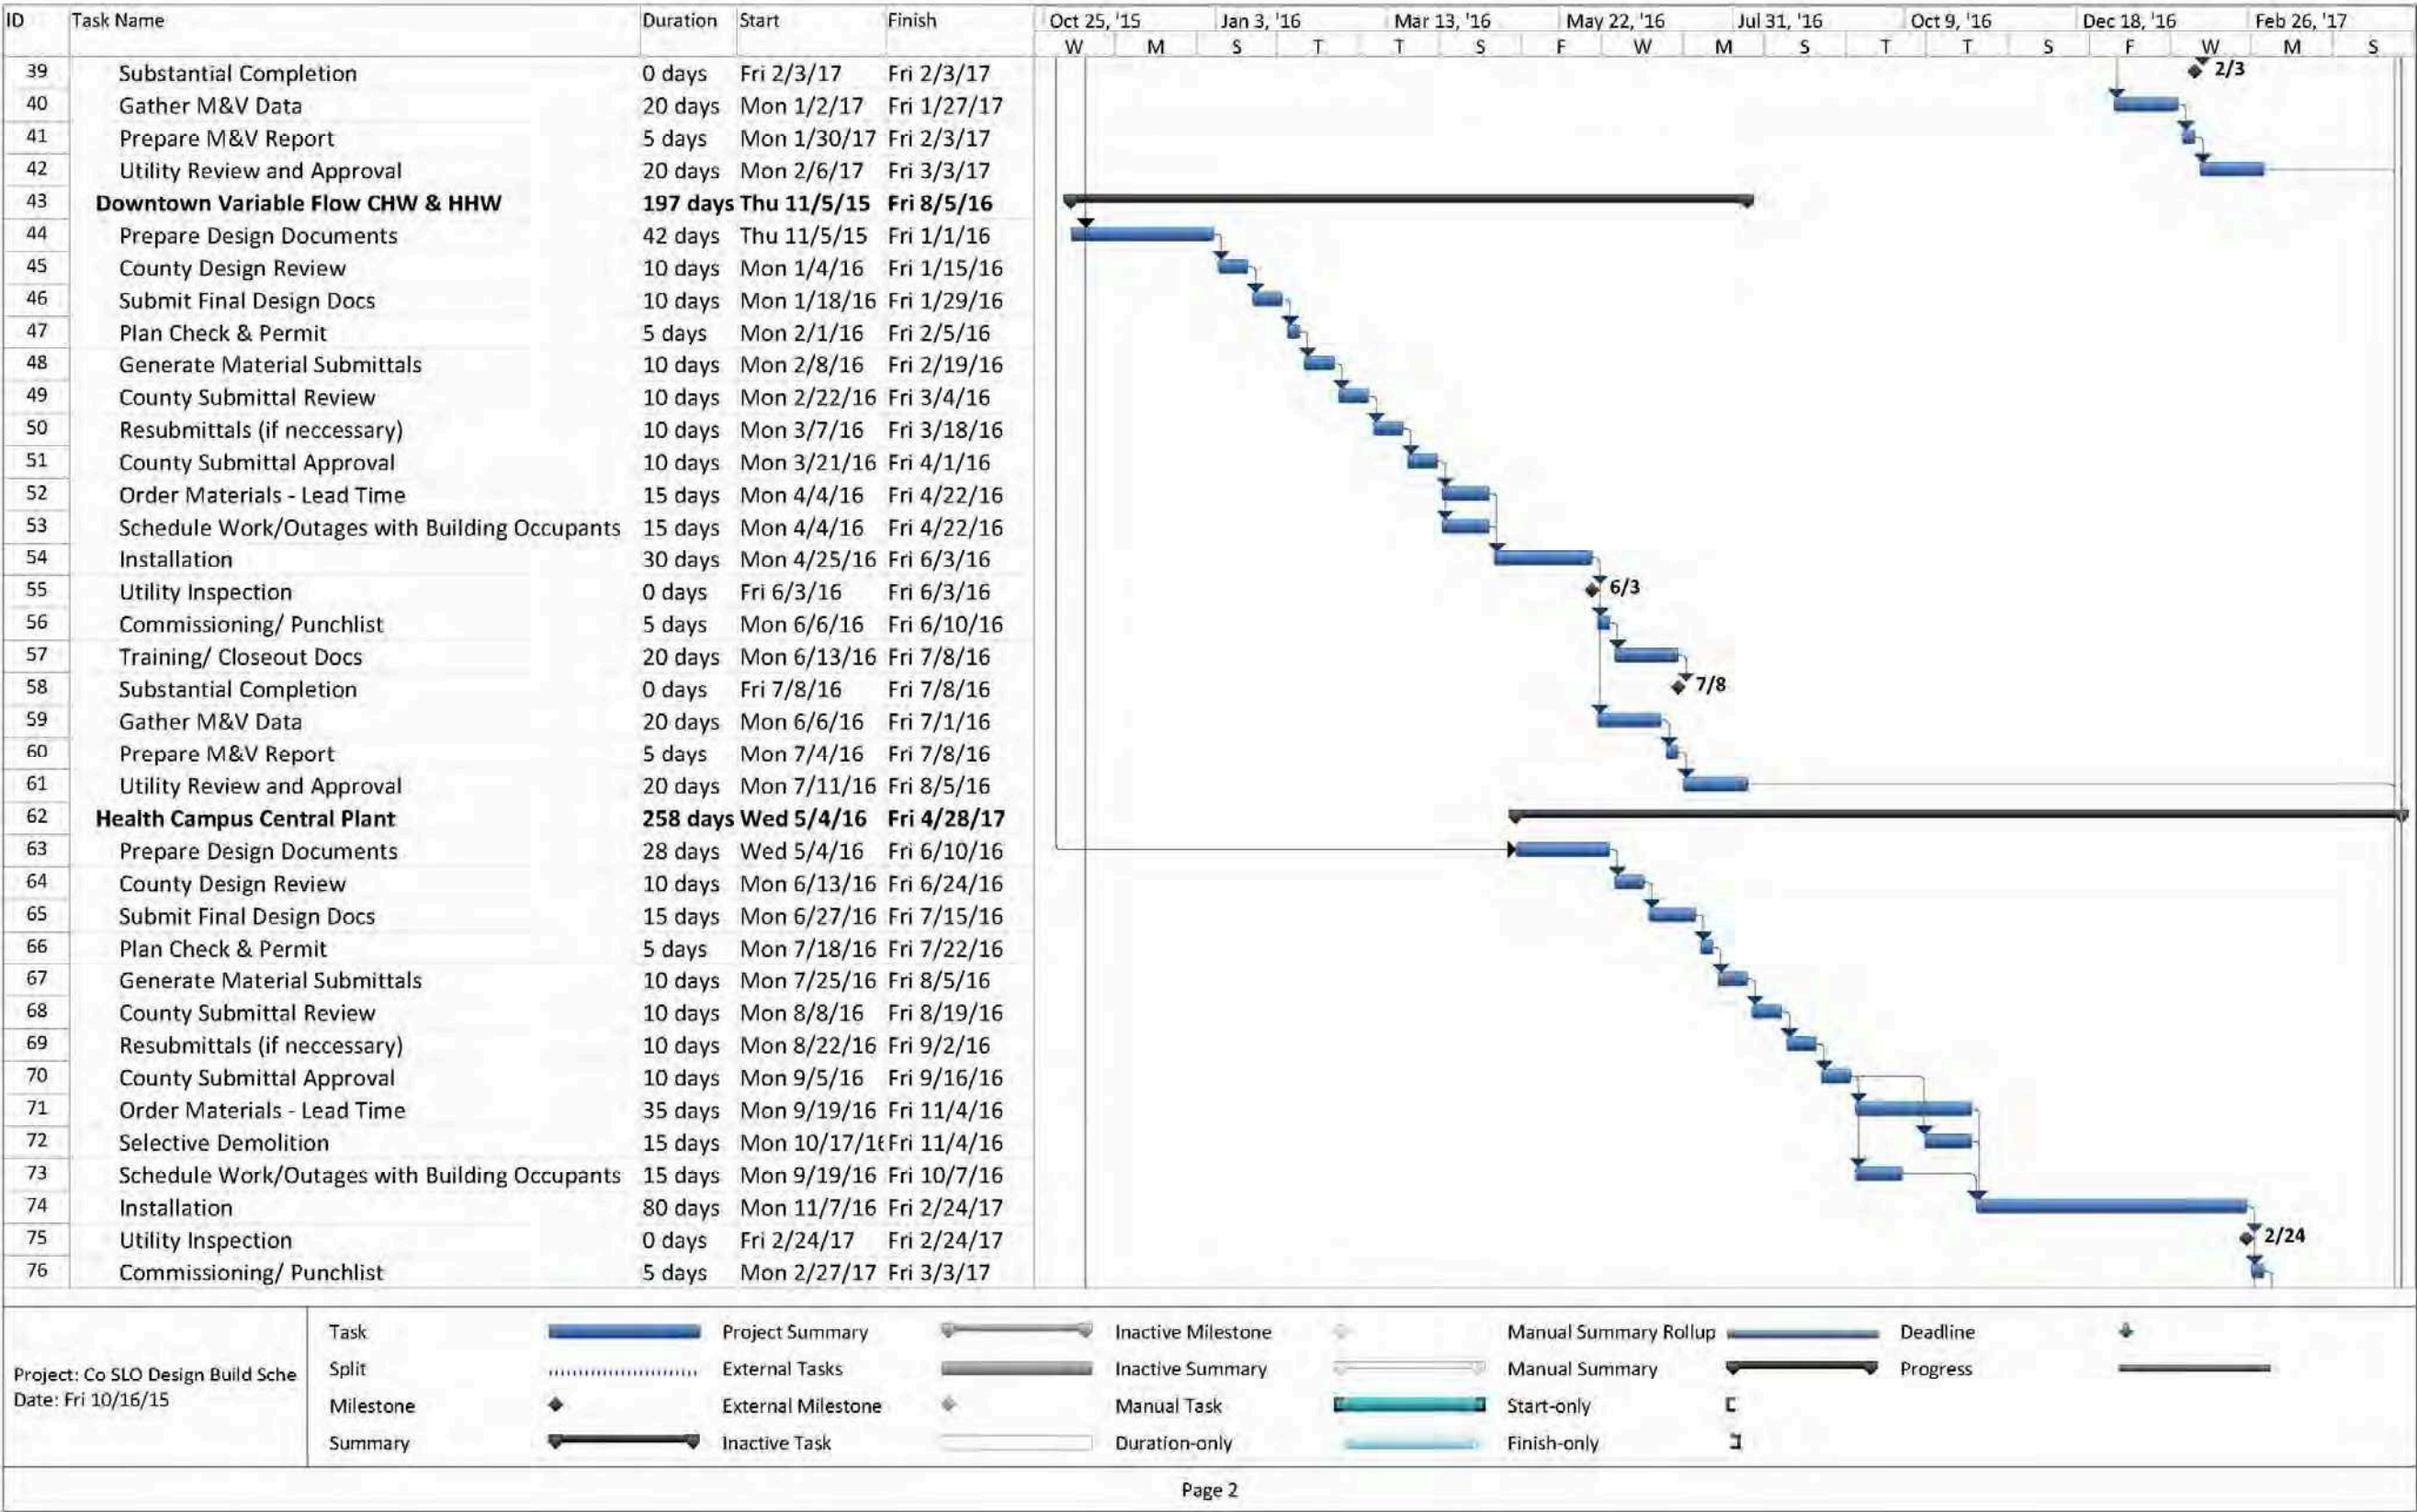 ID Task Name Duration Start Finish Oct 25, '15 Jan 3, '16 Mar 13, '16 May 22, '16 Jul 31, '16 Oct 9, '16 Dec 18, '16 Feb 26, '17
W M S T T S F W M S T T S F W M S
39 Substantial Completion 0 days Fri 2/3/17 Fri 2/3/17 2/3
40 Gather M&V Data 20 days Mon 1/2/17 Fri 1/27/17
41 Prepare M&V Report 5 days Mon 1/30/17 Fri 2/3/17
42 Utility Review and Approval 20 days Mon 2/6/17 Fri 3/3/17
43 Downtown Variable Flow CHW & HHW 197 days Thu 11/5/15 Fri 8/5/16
44 Prepare Design Documents 42 days Thu 11/5/15 Fri 1/1/16
45 County Design Review 10 days Mon 1/4/16 Fri 1/15/16
46 Submit Final Design Docs 10 days Mon 1/18/16 Fri 1/29/16
47 Plan Check & Permit 5 days Mon 2/1/16 Fri 2/5/16
48 Generate Material Submittals 10 days Mon 2/8/16 Fri 2/19/16
49 County Submittal Review 10 days Mon 2/22/16 Fri 3/4/16
50 Resubmittals (if neccessary) 10 days Mon 3/7/16 Fri 3/18/16
51 County Submittal Approval 10 days Mon 3/21/16 Fri 4/1/16
52 Order Materials - Lead Time 15 days Mon 4/4/16 Fri 4/22/16
53 Schedule Work/Outages with Building Occupants 15 days Mon 4/4/16 Fri 4/22/16
54 Installation 30 days Mon 4/25/16 Fri 6/3/16
55 Utility Inspection 0 days Fri 6/3/16 Fri 6/3/16 6/3
56 Commissioning/ Punchlist 5 days Mon 6/6/16 Fri 6/10/16
57 Training/ Closeout Docs 20 days Mon 6/13/16 Fri 7/8/16
58 Substantial Completion 0 days Fri 7/8/16 Fri 7/8/16 7/8
59 Gather M&V Data 20 days Mon 6/6/16 Fri 7/1/16
60 Prepare M&V Report 5 days Mon 7/4/16 Fri 7/8/16
61 Utility Review and Approval 20 days Mon 7/11/16 Fri 8/5/16
62 Health Campus Central Plant 258 days Wed 5/4/16 Fri 4/28/17
63 Prepare Design Documents 28 days Wed 5/4/16 Fri 6/10/16
64 County Design Review 10 days Mon 6/13/16 Fri 6/24/16
65 Submit Final Design Docs 15 days Mon 6/27/16 Fri 7/15/16
66 Plan Check & Permit 5 days Mon 7/18/16 Fri 7/22/16
67 Generate Material Submittals 10 days Mon 7/25/16 Fri 8/5/16
68 County Submittal Review 10 days Mon 8/8/16 Fri 8/19/16
69 Resubmittals (if neccessary) 10 days Mon 8/22/16 Fri 9/2/16
70 County Submittal Approval 10 days Mon 9/5/16 Fri 9/16/16
71 Order Materials - Lead Time 35 days Mon 9/19/16 Fri 11/4/16
72 Selective Demolition 15 days Mon 10/17/16 Fri 11/4/16
73 Schedule Work/Outages with Building Occupants 15 days Mon 9/19/16 Fri 10/7/16
74 Installation 80 days Mon 11/7/16 Fri 2/24/17
75 Utility Inspection 0 days Fri 2/24/17 Fri 2/24/17 2/24
76 Commissioning/ Punchlist 5 days Mon 2/27/17 Fri 3/3/17
Project: Co SLO Design Build Sche
Date: Fri 10/16/15
Task Project Summary Inactive Milestone Manual Summary Rollup Deadline
Split External Tasks Inactive Summary Manual Summary Progress
Milestone External Milestone Manual Task Start-only
Summary Inactive Task Duration-only Finish-only
Page 2